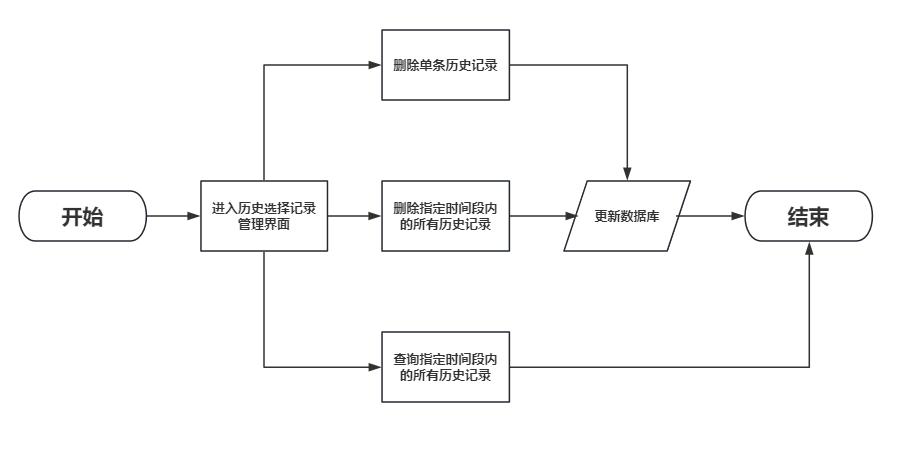 删除单条历史记录
开始
进入历史选择记录
管理界面
删除指定时间段内
的所有历史记录
更新数据库
结束
查询指定时间段内
的所有历史记录